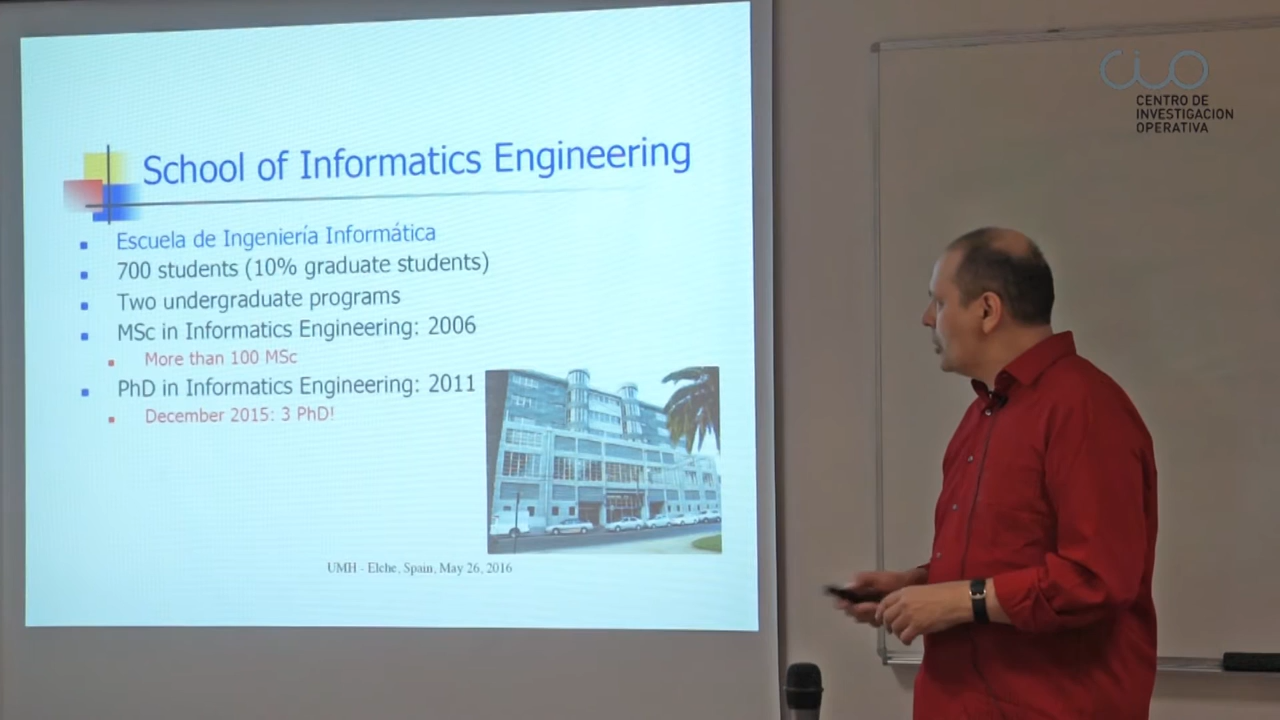 School of Informatics Engineering
Escuela de Ingeniería Informática
700 students (10% graduate students)
Two undergraduate programs
MSc in Informatics Engineering: 2006
More than 100 MSc
PhD in Informatics Engineering: 2011
December 2015: 3 PhD!
UMH - Elche, Spain, May 26, 2016
CIO
CENTRO DE
INVESTIGACION
OPERATIVA